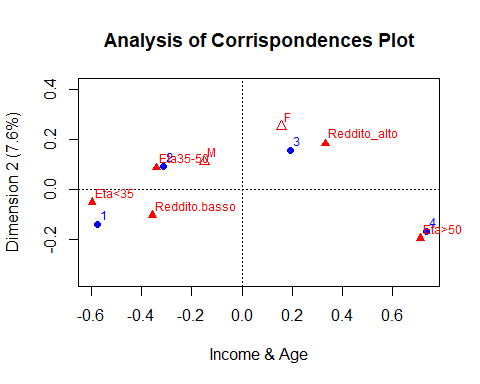 Analysis of Corrispondences Plot
Dimension 2 (7.6%)
0.4
0.2
0.0
-0.2
F
3
Reddito_alto
2
M
Eta35-50
Eta<35
Reddito.basso
1
4
Eta>50
-0.6 -0.4 -0.2 0.0 0.2 0.4 0.6
Income & Age